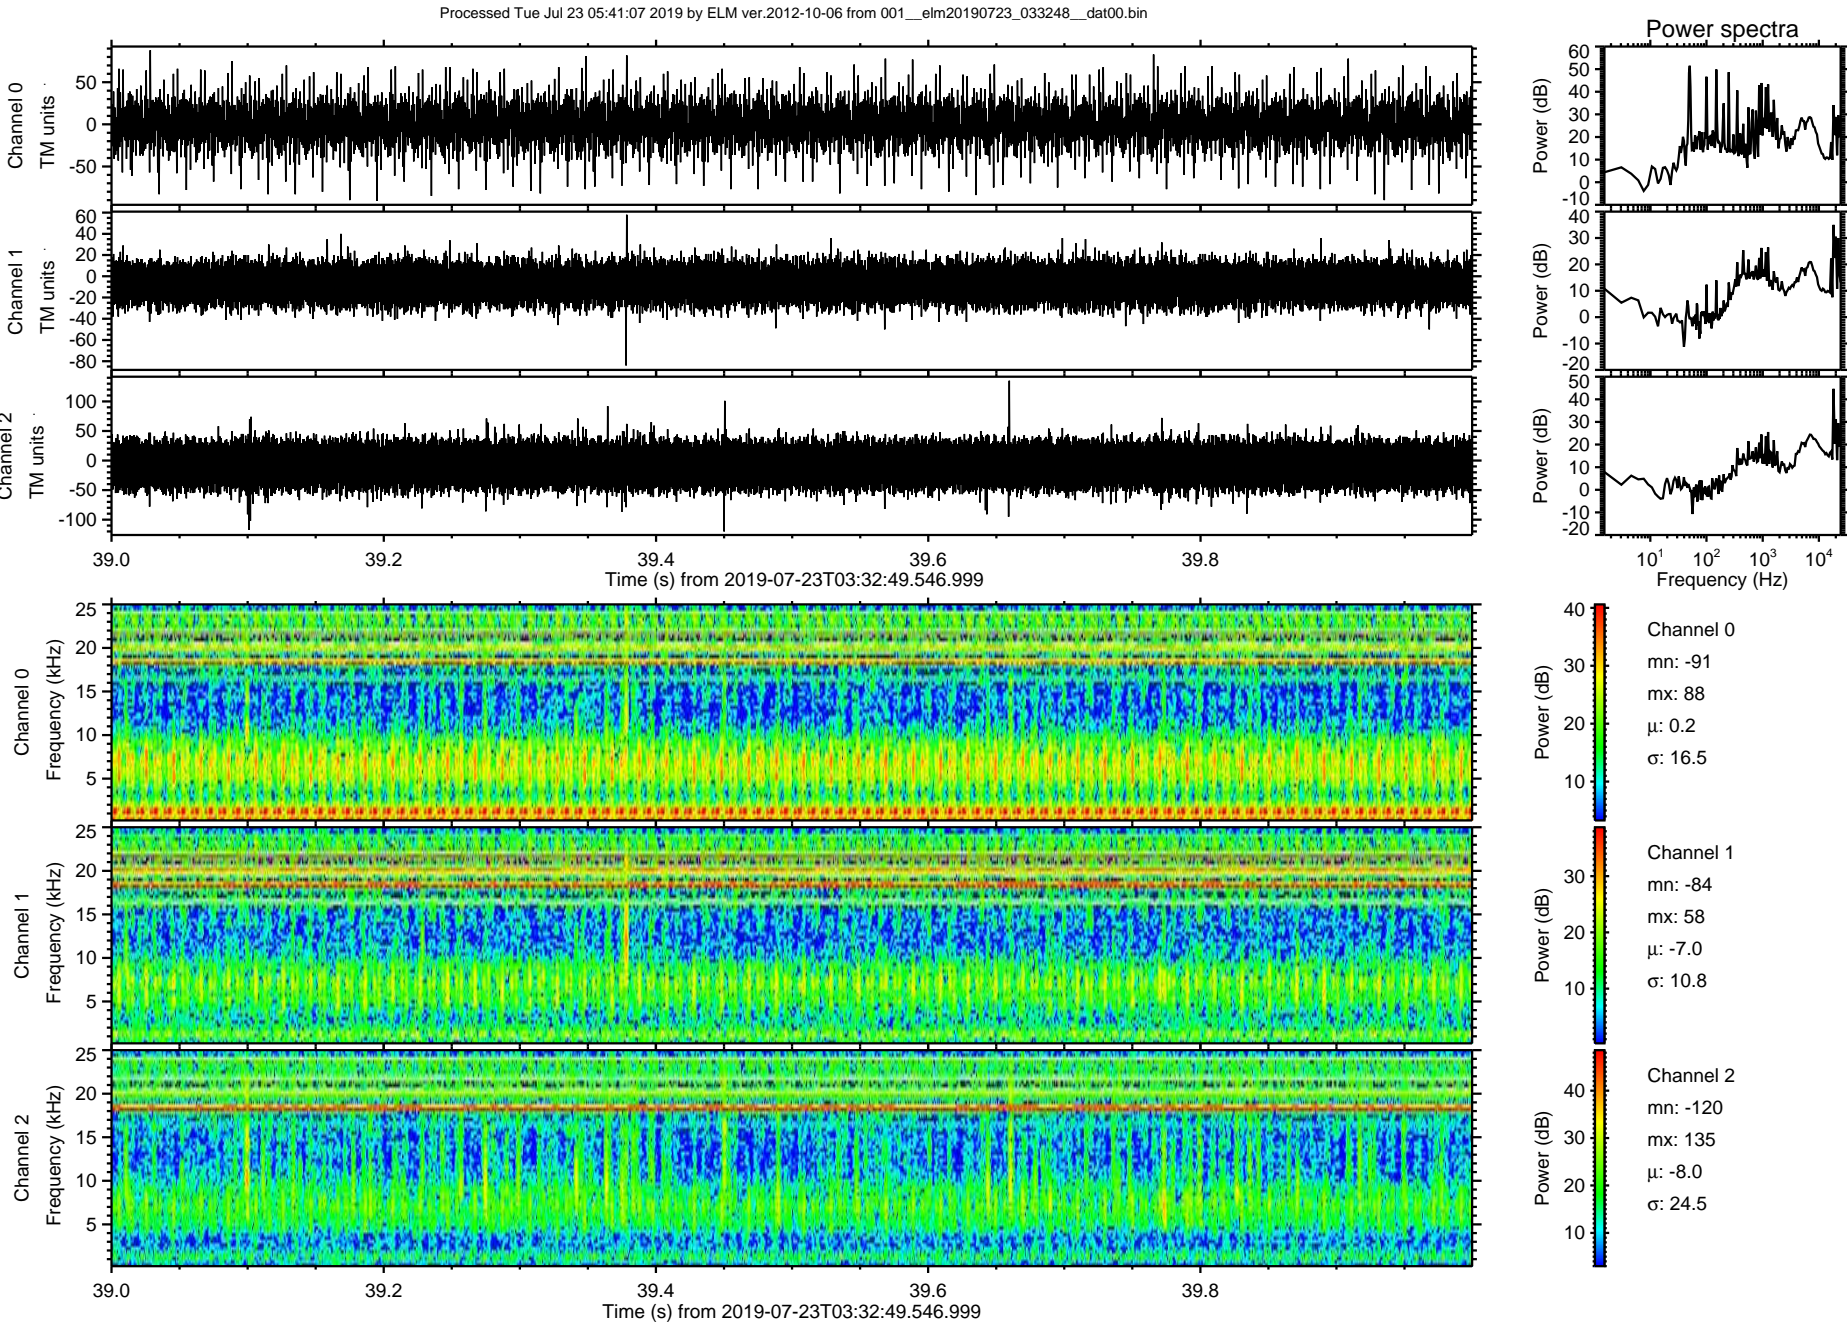 Processed Tue Jul 23 05:41:07 2019 by ELM ver.2012-10-06 from 001__elm20190723_033248__dat00.bin
Power spectra
Channel 0
TM units
50
0
-50
Power (dB)
60
50
40
30
20
10
0
-10
Channel 1
TM units
60
40
20
0
-20
-40
-60
-80
Power (dB)
40
30
20
10
0
-10
-20
Channel 2
TM units
100
50
0
-50
-100
Power (dB)
50
40
30
20
10
0
-10
-20
39.0 39.2 39.4 39.6 39.8
Time (s) from 2019-07-23T03:32:49.546.999
10^1 10^2 10^3 10^4
Frequency (Hz)
Channel 0
Frequency (kHz)
25
20
15
10
5
Power (dB)
40
30
20
10
Channel 0
mn: -91
mx: 88
μ: 0.2
σ: 16.5
Channel 1
Frequency (kHz)
25
20
15
10
5
Power (dB)
30
20
10
Channel 1
mn: -84
mx: 58
μ: -7.0
σ: 10.8
Channel 2
Frequency (kHz)
25
20
15
10
5
Power (dB)
40
30
20
10
Channel 2
mn: -120
mx: 135
μ: -8.0
σ: 24.5
39.0 39.2 39.4 39.6 39.8
Time (s) from 2019-07-23T03:32:49.546.999